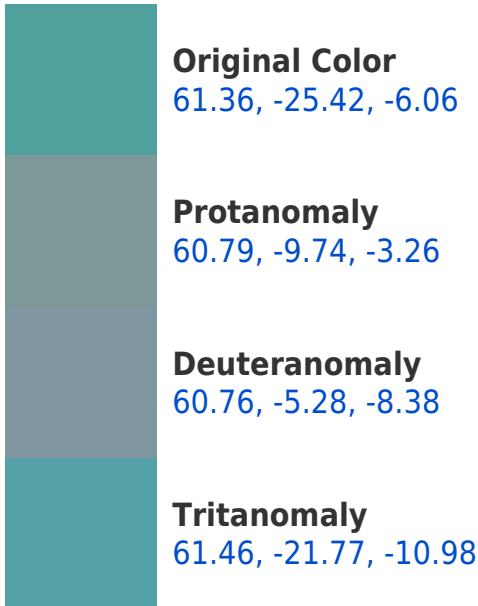 Original Color
61.36, -25.42, -6.06
Protanomaly
60.79, -9.74, -3.26
Deuteranomaly
60.76, -5.28, -8.38
Tritanomaly
61.46, -21.77, -10.98